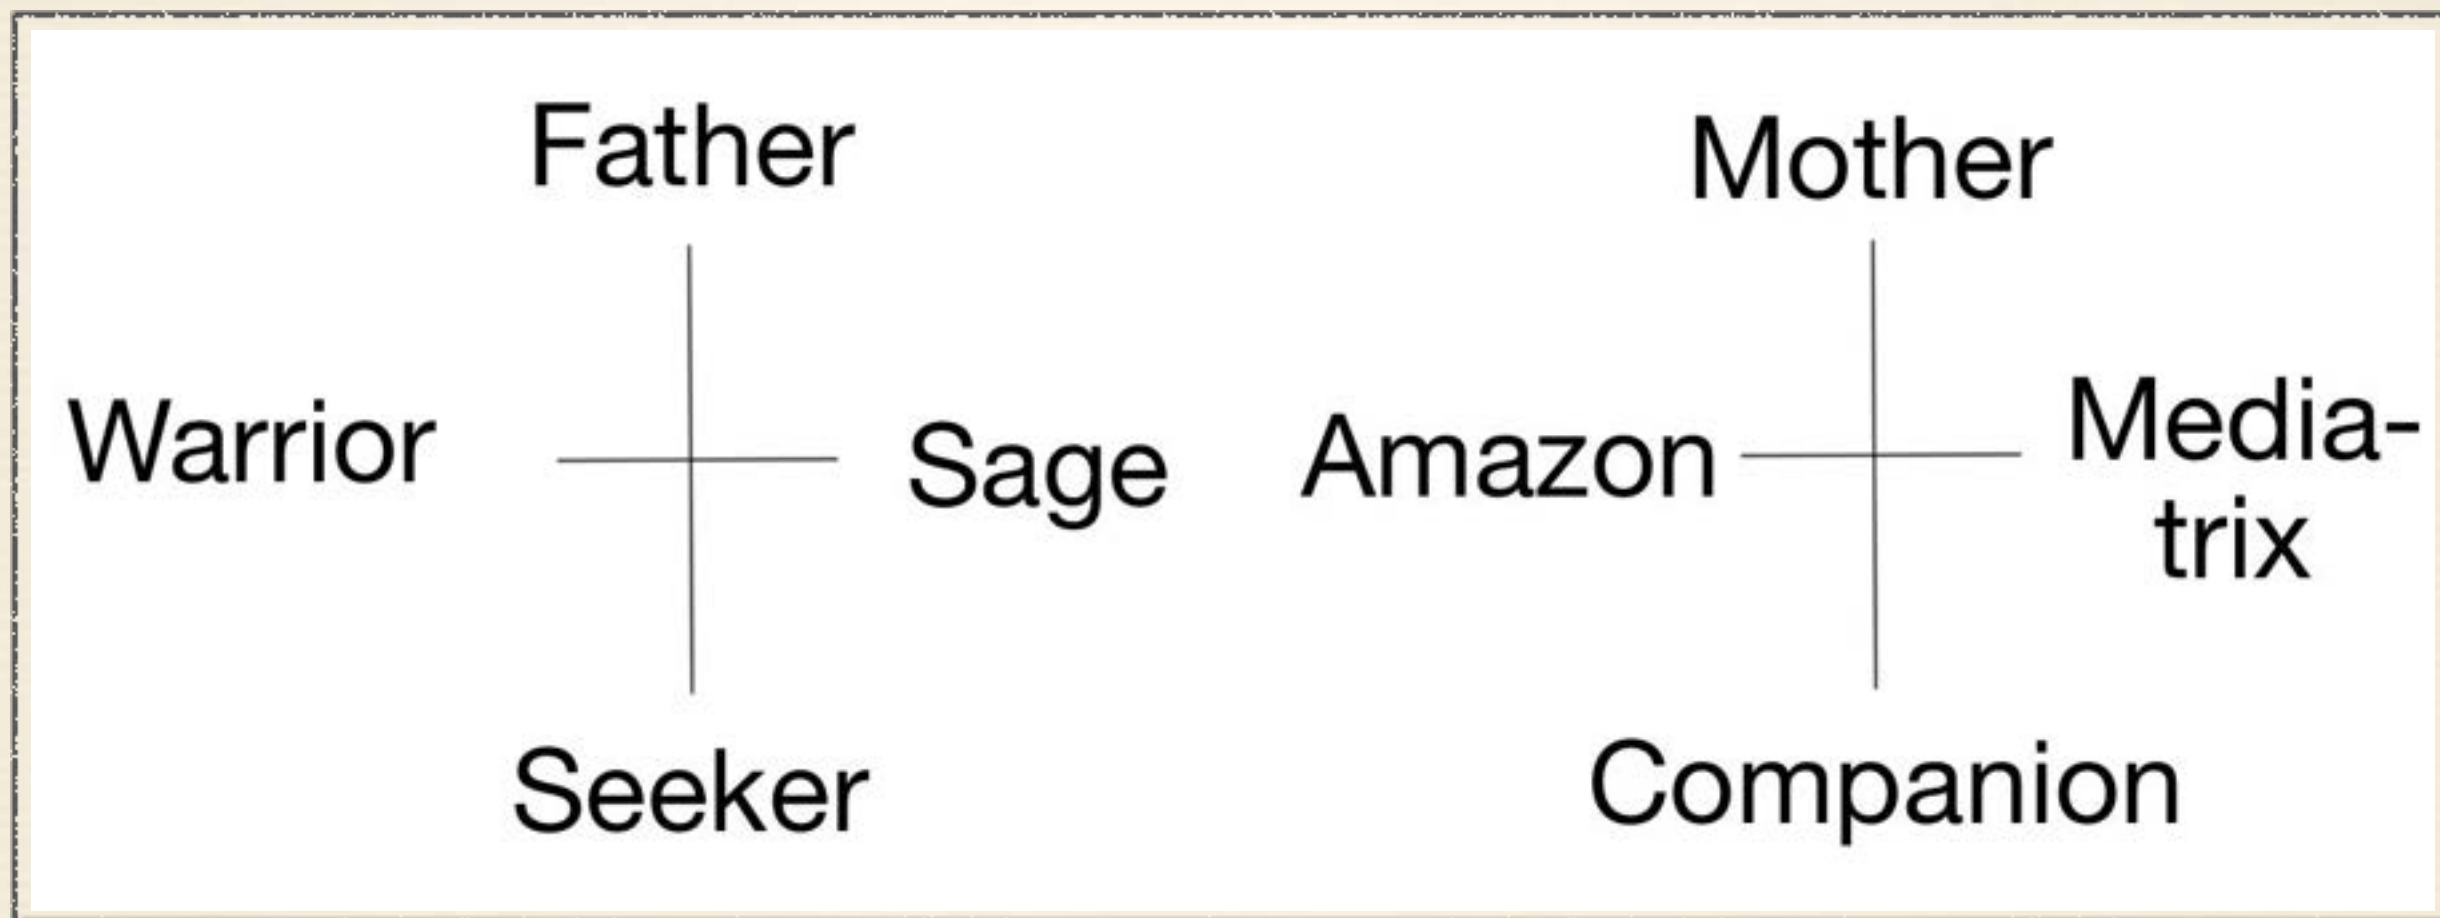 Father
Warrior
Sage
Seeker
Mother
Amazon
Media-
trix
Companion